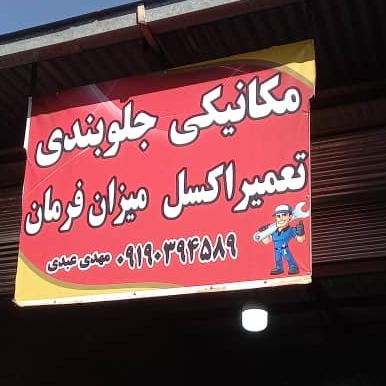 مکانیکی جلوبندی
تعمیراکسل میزان فرمان
۰۹۱۹۰۳۹۴۵۸۹ مهدی عبدی